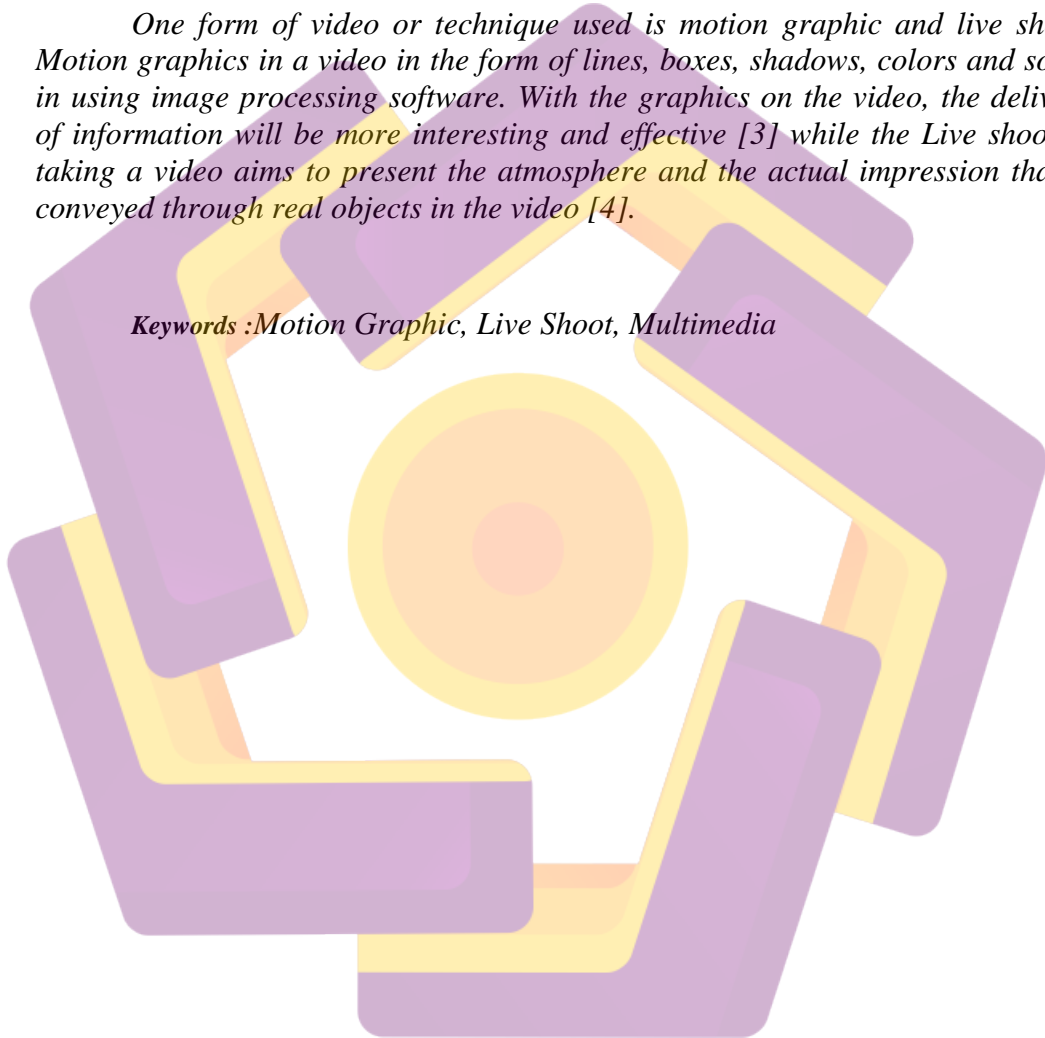 One form of video or technique used is motion graphic and live sh
Motion graphics in a video in the form of lines, boxes, shadows, colors and so
in using image processing software. With the graphics on the video, the deliv
of information will be more interesting and effective [3] while the Live shoo
taking a video aims to present the atmosphere and the actual impression tha
conveyed through real objects in the video [4].
Keywords :Motion Graphic, Live Shoot, Multimedia